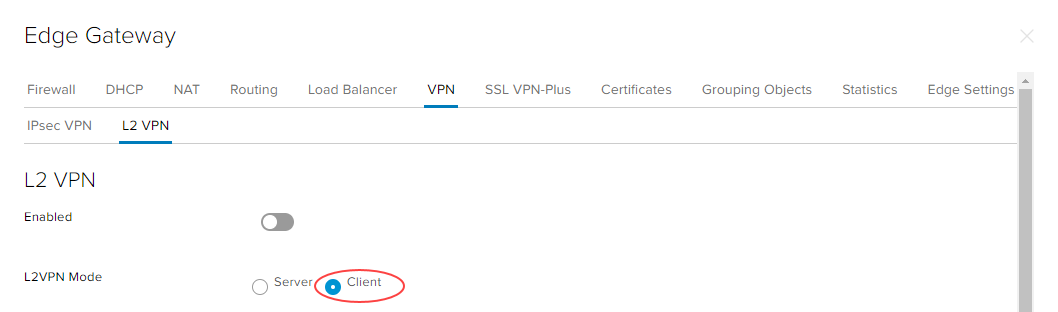 Edge Gateway
Firewall DHCP NAT Routing Load Balancer VPN SSL VPN-Plus Certificates Grouping Objects Statistics Edge Settings
IPsec VPN L2 VPN
L2 VPN
Enabled
L2VPN Mode Server Client